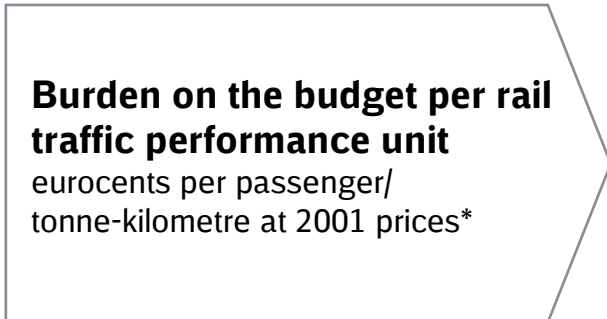 Burden on the budget per rail
traffic performance unit
eurocents per passenger/
tonne-kilometre at 2001 prices*